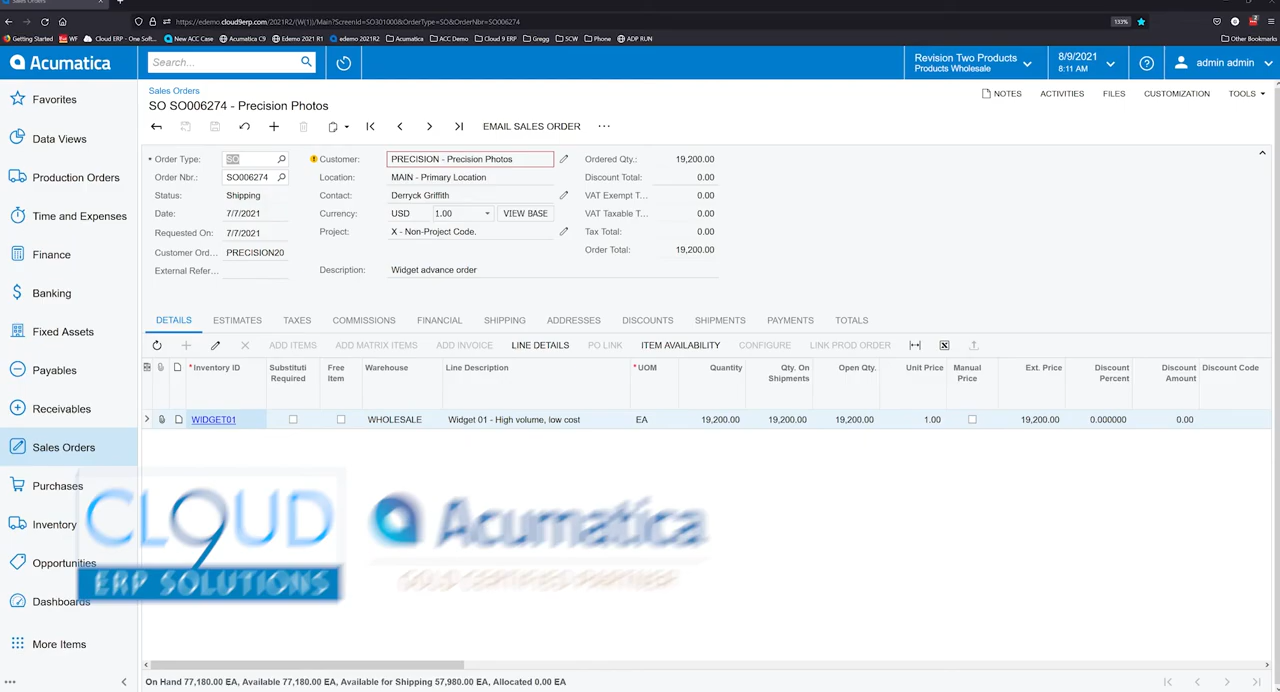 Sales Orders
https://edemo.cloud9erp.com/2021R2/(W(1))/Main?ScreenId=SO301000&OrderType=SO&OrderNbr=SO006274
133%
Getting Started
WF
Cloud ERP - One Soft...
New ACC Case
Acumatica C9
Edemo 2021 R1
edemo 2021R2
Acumatica
ACC Demo
Cloud 9 ERP
Gregg
SCW
Phone
ADP RUN
Other Bookmarks
Acumatica
Search...
Revision Two Products
Products Wholesale
8/9/2021
8:11 AM
admin admin
Favorites
Data Views
Production Orders
Time and Expenses
Finance
Banking
Fixed Assets
Payables
Receivables
Sales Orders
Purchases
Inventory
Opportunities
Dashboards
More Items
Sales Orders
SO SO006274 - Precision Photos
NOTES ACTIVITIES FILES CUSTOMIZATION TOOLS
EMAIL SALES ORDER
Order Type: SO
Order Nbr.: SO006274
Status: Shipping
Date: 7/7/2021
Requested On: 7/7/2021
Customer Ord... PRECISION20
External Refer...
Customer: PRECISION - Precision Photos
Location: MAIN - Primary Location
Contact: Derryck Griffith
Currency: USD 1.00 VIEW BASE
Project: X - Non-Project Code.
Description: Widget advance order
Ordered Qty.: 19,200.00
Discount Total: 0.00
VAT Exempt T... 0.00
VAT Taxable T... 0.00
Tax Total: 0.00
Order Total: 19,200.00
DETAILS ESTIMATES TAXES COMMISSIONS FINANCIAL SHIPPING ADDRESSES DISCOUNTS SHIPMENTS PAYMENTS TOTALS
ADD ITEMS ADD MATRIX ITEMS ADD INVOICE LINE DETAILS PO LINK ITEM AVAILABILITY CONFIGURE LINK PROD ORDER
Inventory ID
Substituti Required
Free Item
Warehouse
Line Description
UOM
Quantity
Qty. On Shipments
Open Qty.
Unit Price
Manual Price
Ext. Price
Discount Percent
Discount Amount
Discount Code
WIDGET01 WHOLESALE Widget 01 - High volume, low cost EA 19,200.00 19,200.00 19,200.00 1.00 19,200.00 0.000000 0.00
CLOUD 9
ERP SOLUTIONS
Acumatica
GOLD CERTIFIED PARTNER
On Hand 77,180.00 EA, Available 77,180.00 EA, Available for Shipping 57,980.00 EA, Allocated 0.00 EA